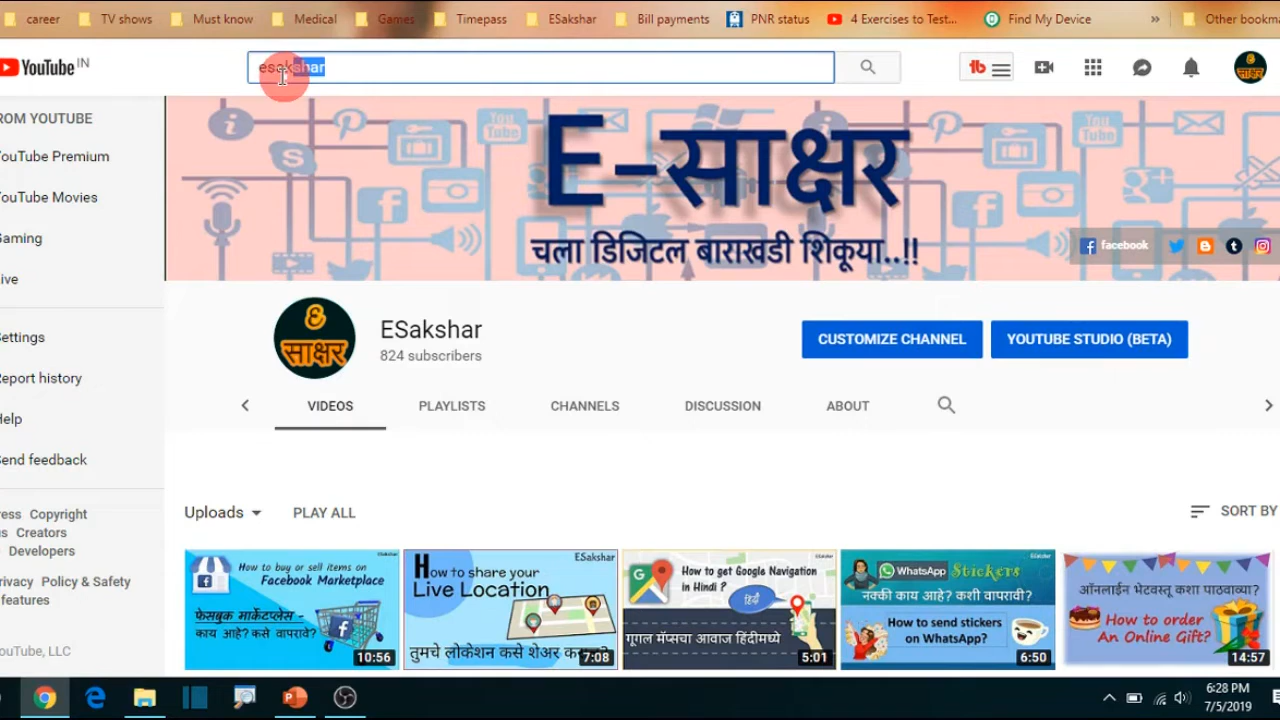 career TV shows Must know Medical Games Timepass ESakshar Bill payments PNR status 4 Exercises to Test... Find My Device » Other bookma
YouTube IN
esakshar
E-साक्षर
चला डिजिटल बाराखडी शिकूया..!!
facebook
ROM YOUTUBE
ouTube Premium
ouTube Movies
aming
ive
ettings
eport history
elp
end feedback
ress Copyright
s Creators
Developers
rivacy Policy & Safety
features
ouTube, LLC
साक्षर
ESakshar
824 subscribers
CUSTOMIZE CHANNEL
YOUTUBE STUDIO (BETA)
VIDEOS PLAYLISTS CHANNELS DISCUSSION ABOUT
Uploads PLAY ALL SORT BY
ESakshar
How to buy or sell items on
Facebook Marketplace
फेसबुक मार्केटप्लेस -
काय आहे? कसे वापरावे?
10:56
ESakshar
How to share your
Live Location
तुमचे लोकेशन कसे शेअर
7:08
How to get Google Navigation
in Hindi ?
हिंदी
गूगल मॅप्सचा आवाज हिंदीमध्ये
5:01
WhatsApp Stickers
नक्की काय आहे? कशी वापरावी?
How to send stickers
on WhatsApp?
6:50
ऑनलाईन भेटवस्तू कशा पाठवाव्या?
How to order
An Online Gift?
14:57
6:28 PM
7/5/2019